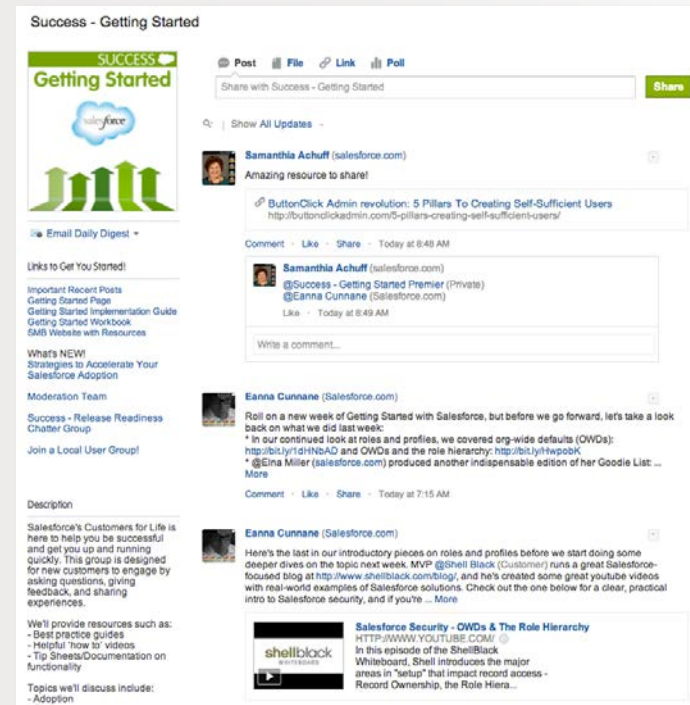 Success - Getting Started
SUCCESS
Getting Started
salesforce
Email Daily Digest
Links to Get You Started!
Important Recent Posts
Getting Started Page
Getting Started Implementation Guide
Getting Started Workbook
SMB Website with Resources
What's NEW!
Strategies to Accelerate Your
Salesforce Adoption
Moderation Team
Success - Release Readiness
Chatter Group
Join a Local User Group!
Description
Salesforce's Customers for Life is
here to help you be successful
and get you up and running
quickly. This group is designed
for new customers to engage by
asking questions, giving
feedback, and sharing
experiences.
We'll provide resources such as:
- Best practice guides
- Helpful 'how to' videos
- Tip Sheets/Documentation on
functionality
Topics we'll discuss include:
- Adoption
Post File Link Poll
Share with Success - Getting Started
Share
Show All Updates
Samanthia Achuff (salesforce.com)
Amazing resource to share!
ButtonClick Admin revolution: 5 Pillars To Creating Self-Sufficient Users
http://buttonclickadmin.com/5-pillars-creating-self-sufficient-users/
Comment · Like · Share · Today at 8:48 AM
Samanthia Achuff (salesforce.com)
@Success - Getting Started Premier (Private)
@Eanna Cunnane (Salesforce.com)
Like · Today at 8:49 AM
Write a comment...
Eanna Cunnane (Salesforce.com)
Roll on a new week of Getting Started with Salesforce, but before we go forward, let's take a look
back on what we did last week:
* In our continued look at roles and profiles, we covered org-wide defaults (OWDs):
http://bit.ly/1dHNbAD and OWDs and the role hierarchy: http://bit.ly/HwpobK
* @Elna Miller (salesforce.com) produced another indispensable edition of her Goodie List: ...
More
Comment · Like · Share · Today at 7:15 AM
Eanna Cunnane (Salesforce.com)
Here's the last in our introductory pieces on roles and profiles before we start doing some
deeper dives on the topic next week. MVP @Shell Black (Customer) runs a great Salesforce-
focused blog at http://www.shellblack.com/blog/, and he's created some great youtube videos
with real-world examples of Salesforce solutions. Check out the one below for a clear, practical
intro to Salesforce security, and if you're ... More
shellblack
WHITEBOARD
Salesforce Security - OWDs & The Role Hierarchy
HTTP://WWW.YOUTUBE.COM/
In this episode of the ShellBlack
Whiteboard, Shell introduces the major
areas in "setup" that impact record access -
Record Ownership, the Role Hiera...